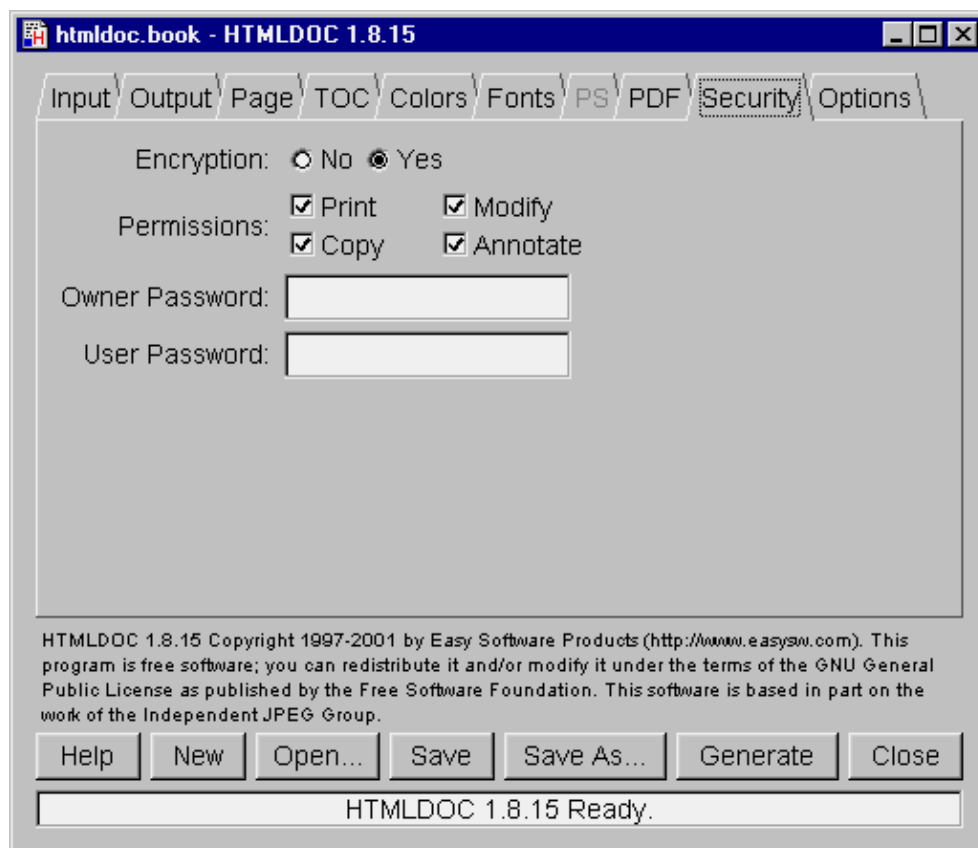 htmldoc.book - HTMLDOC 1.8.15
Input Output Page TOC Colors Fonts PS PDF Security Options
Encryption: No Yes
Print Modify
Permissions:
Copy Annotate
Owner Password:
User Password:
HTMLDOC 1.8.15 Copyright 1997-2001 by Easy Software Products (http://www.easysw.com). This
program is free software; you can redistribute it and/or modify it under the terms of the GNU General
Public License as published by the Free Software Foundation. This software is based in part on the
work of the Independent JPEG Group.
Help New Open... Save Save As... Generate Close
HTMLDOC 1.8.15 Ready.